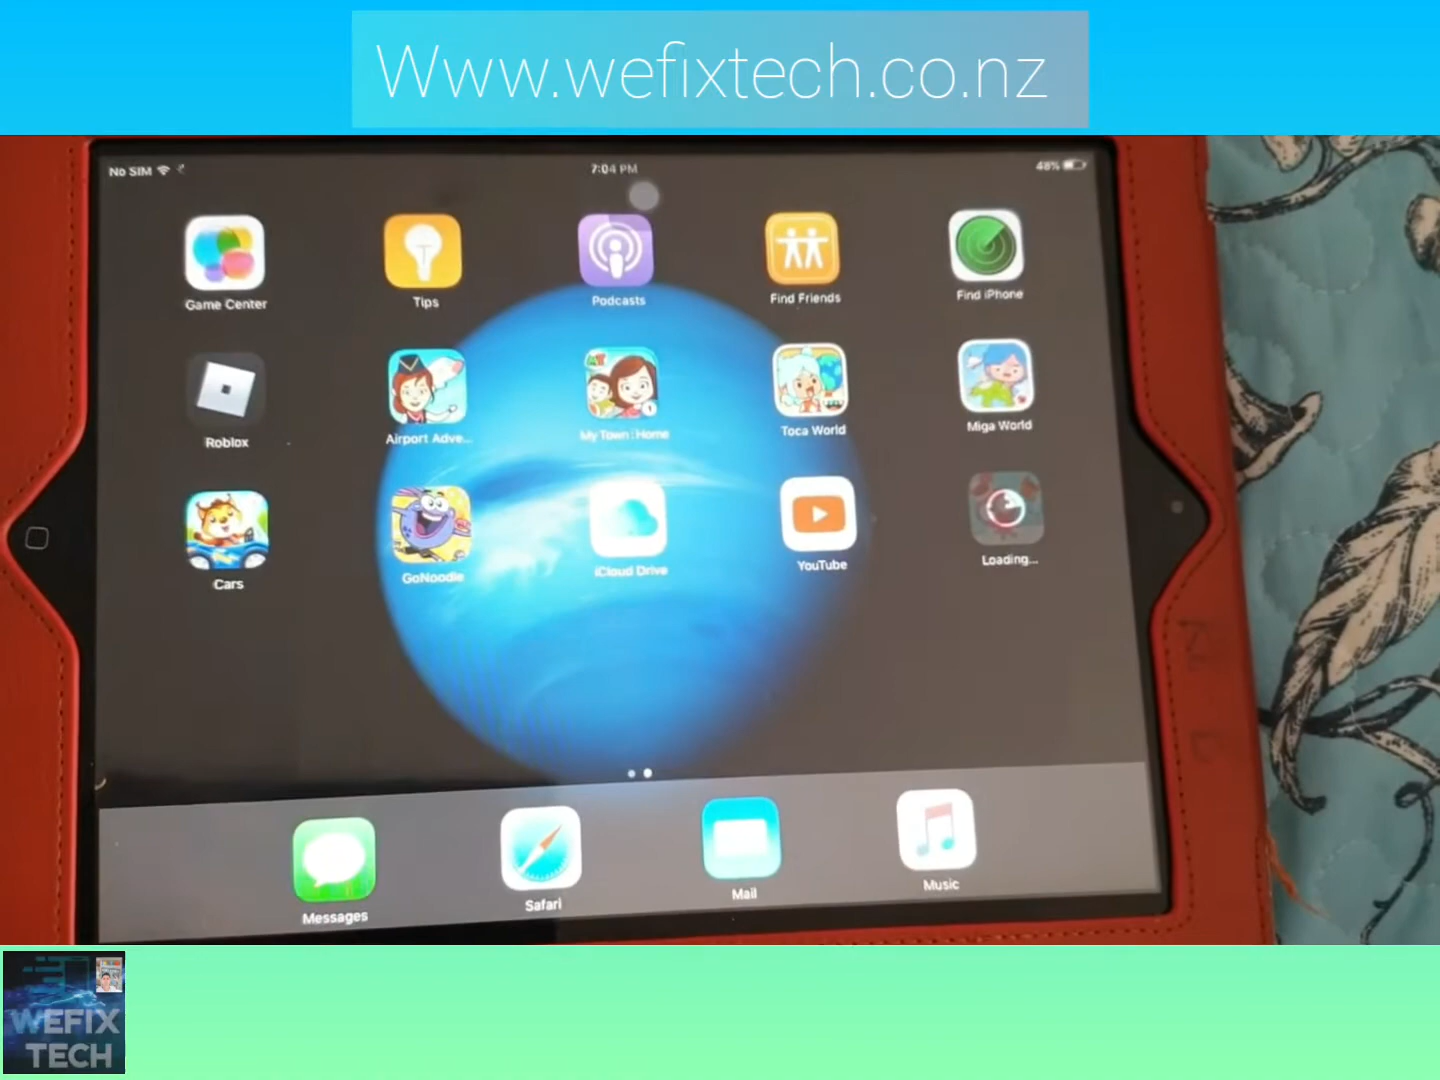 Www.wefixtech.co.nz
No SIM
7:04 PM
48%
Game Center
Tips
Podcasts
Find Friends
Find iPhone
Roblox
Airport Adve...
My Town : Home
Toca World
Miga World
Cars
GoNoodle
iCloud Drive
YouTube
Loading...
Messages
Safari
Mail
Music
WEFIX
TECH